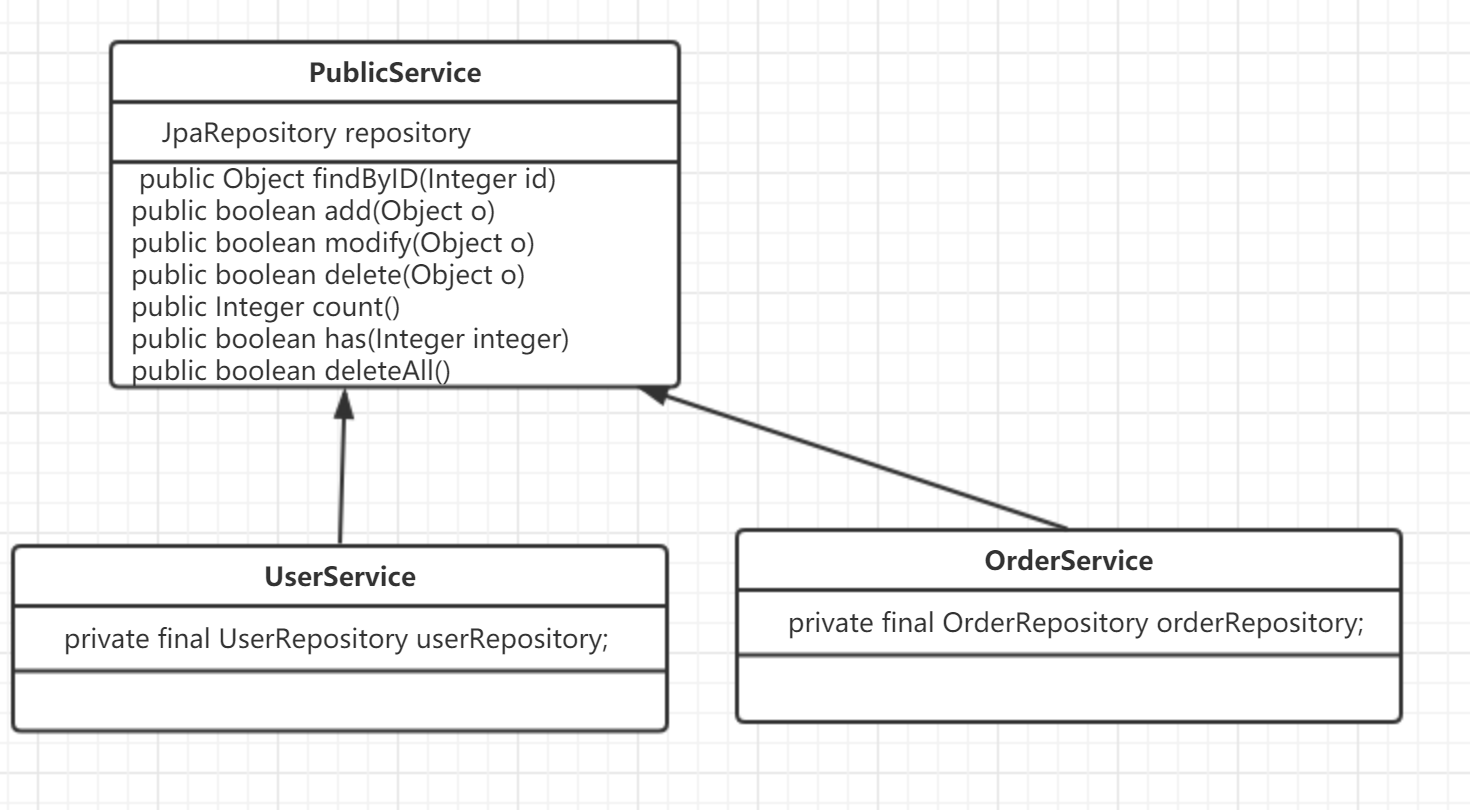 PublicService
JpaRepository repository
public Object findByID(Integer id)
public boolean add(Object o)
public boolean modify(Object o)
public boolean delete(Object o)
public Integer count()
public boolean has(Integer integer)
public boolean deleteAll()
UserService
private final UserRepository userRepository;
OrderService
private final OrderRepository orderRepository;